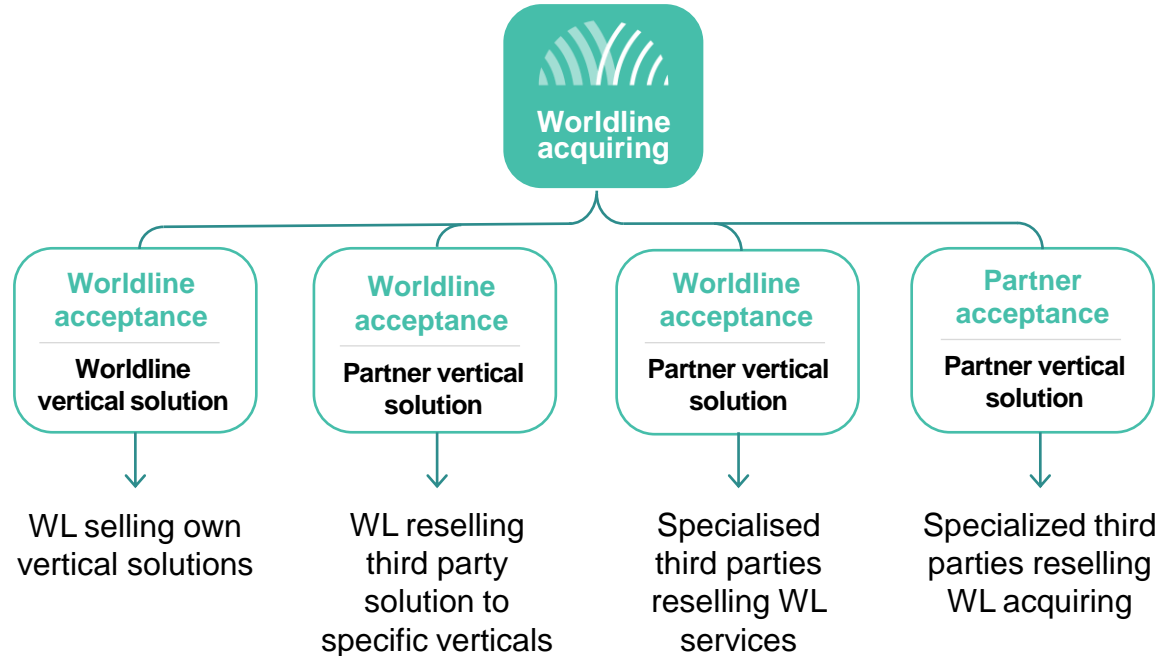 Worldline
acquiring
Worldline
acceptance
Worldline
vertical solution
WL selling own
vertical solutions
Worldline
acceptance
Partner vertical
solution
WL reselling
third party
solution to
specific verticals
Worldline
acceptance
Partner vertical
solution
Specialised
third parties
reselling WL
services
Partner
acceptance
Partner vertical
solution
Specialized third
parties reselling
WL acquiring